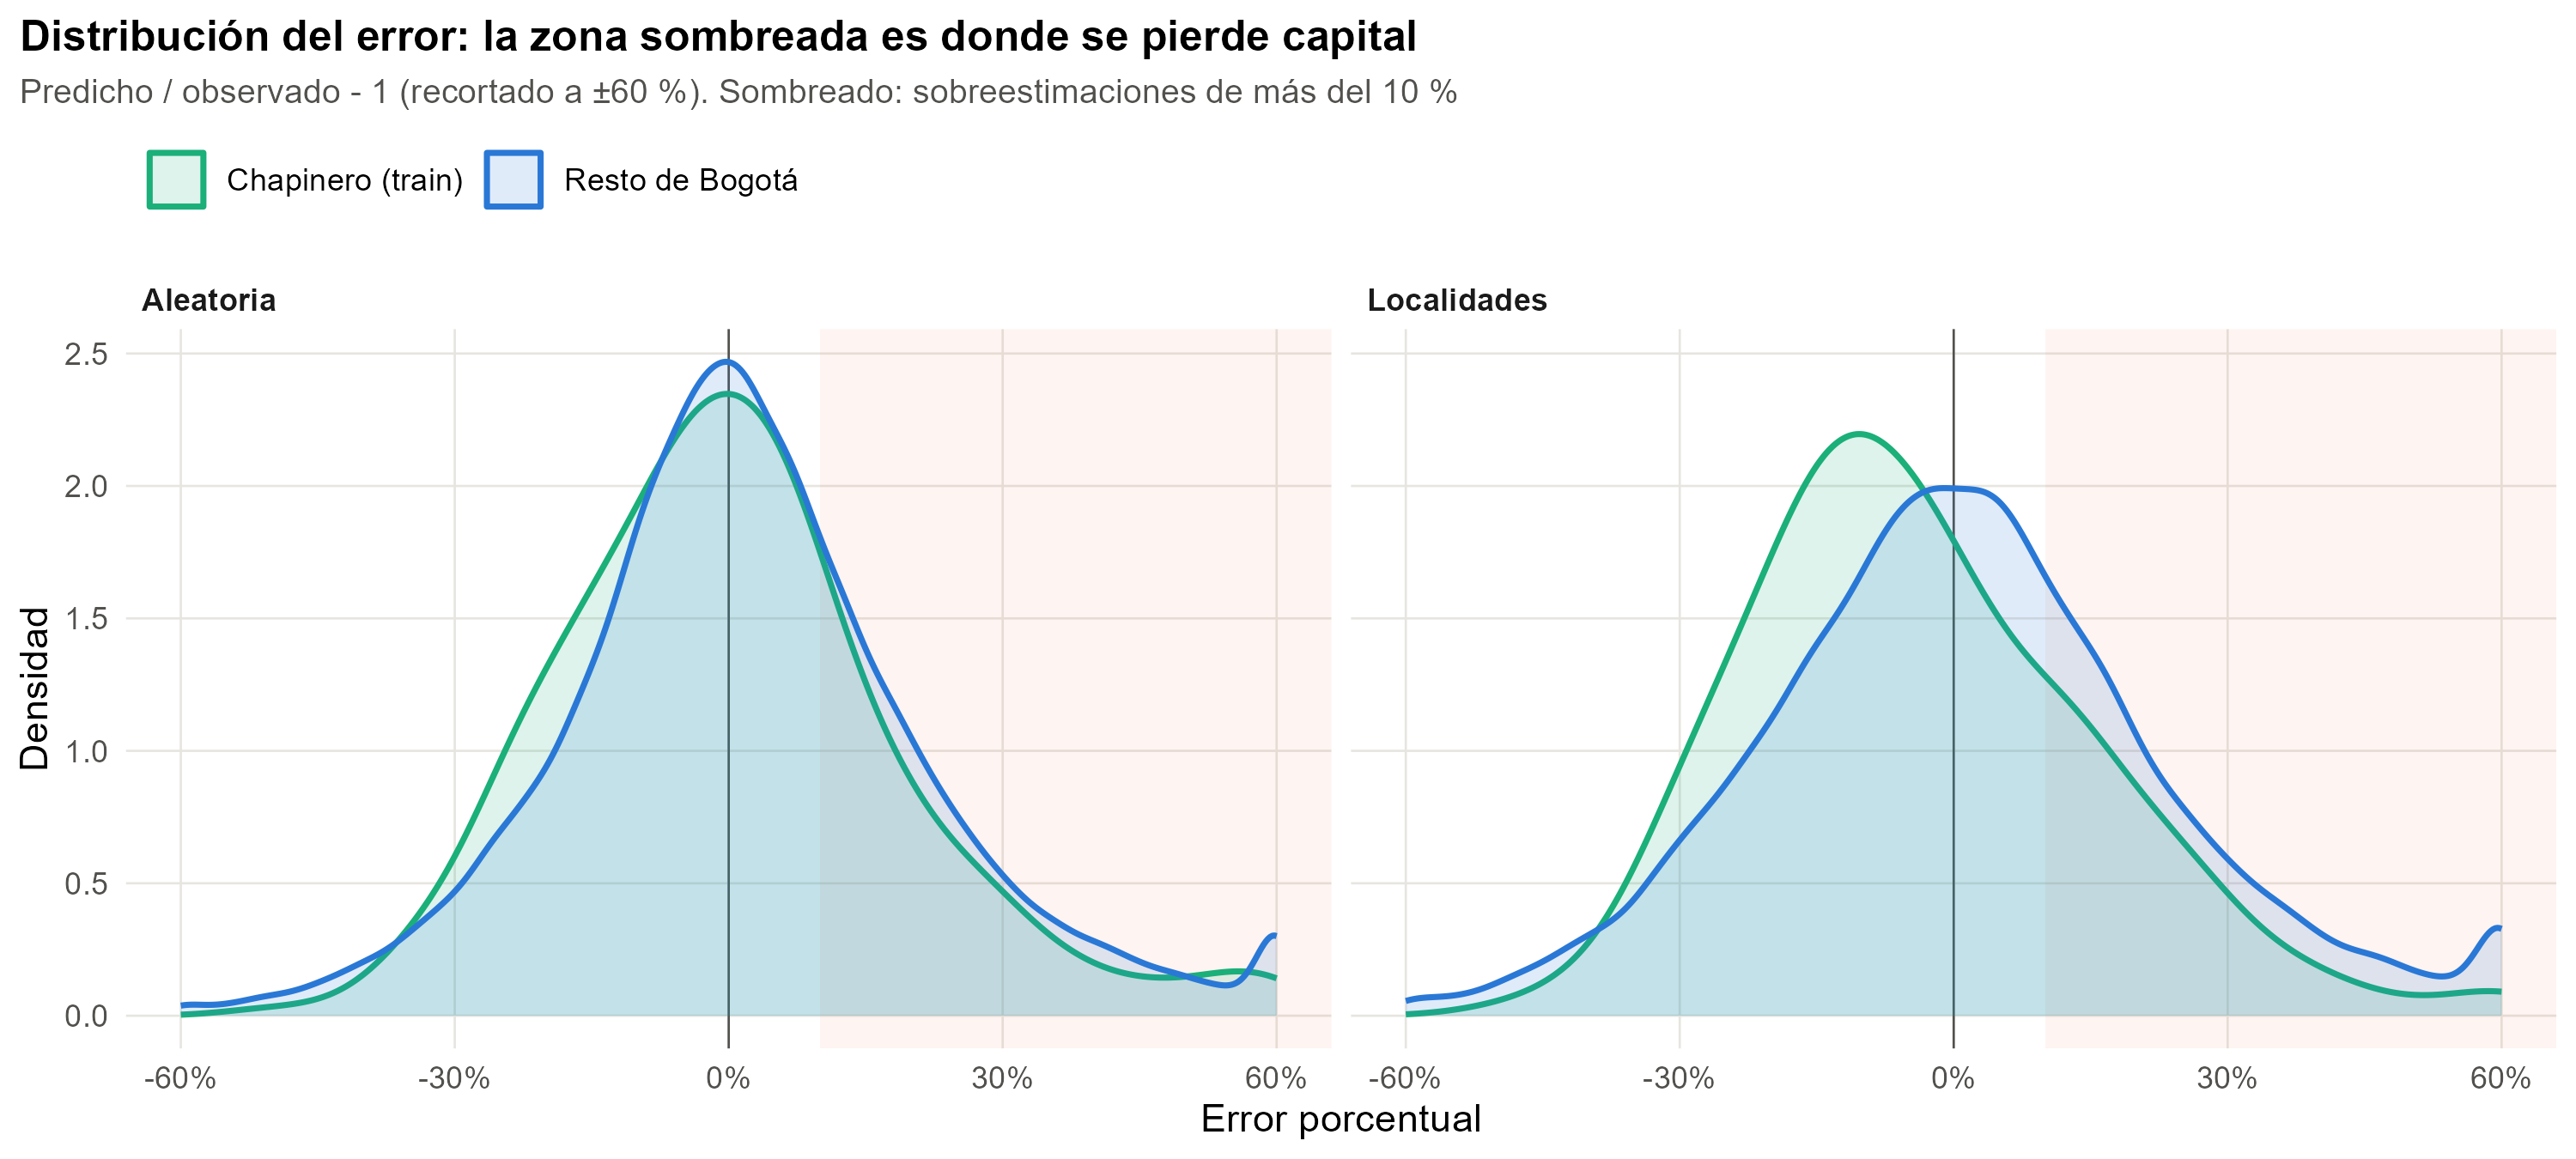 Distribución del error: la zona sombreada es donde se pierde capital
Predicho / observado - 1 (recortado a ±60 %). Sombreado: sobreestimaciones de más del 10 %
Chapinero (train)
Resto de Bogotá
Aleatoria
Localidades
Densidad
2.5
2.0
1.5
1.0
0.5
0.0
-60%
-30%
0%
30%
60%
-60%
-30%
0%
30%
60%
Error porcentual